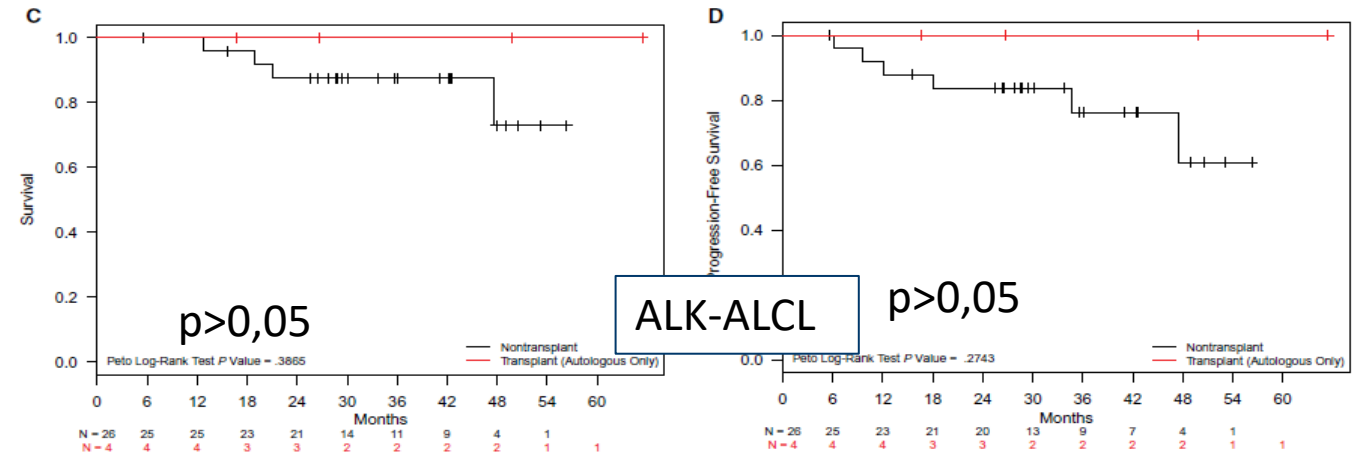 C
Survival
1.0
0.8
0.6
0.4
0.2
0.0
p>0,05
Peto Log-Rank Test P Value = .3865
Nontransplant
Transplant (Autologous Only)
0 6 12 18 24 30 36 42 48 54 60
Months
N = 26 25 25 23 21 14 11 9 4 1
N = 4 4 4 3 3 2 2 2 2 1 1
ALK-ALCL
D
Progression-Free Survival
1.0
0.8
0.6
0.4
0.0
p>0,05
Peto Log-Rank Test P Value = .2743
Nontransplant
Transplant (Autologous Only)
0 6 12 18 24 30 36 42 48 54 60
Months
N = 26 25 23 21 20 13 9 7 4 1
N = 4 4 4 3 3 2 2 2 2 1 1